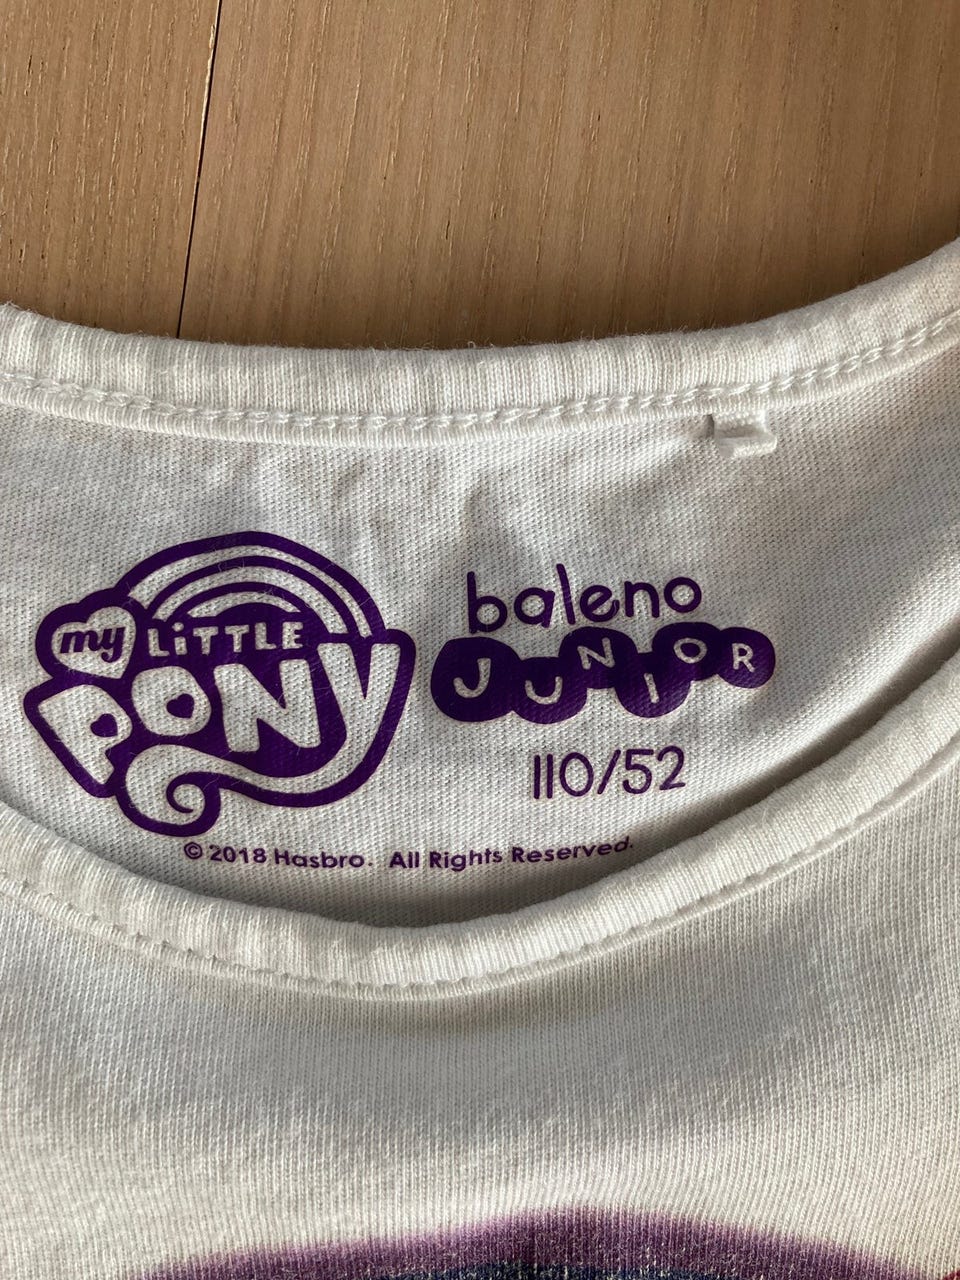 my LiTTLE
PONY
baleno
JUNIOR
110/52
© 2018 Hasbro. All Rights Reserved.